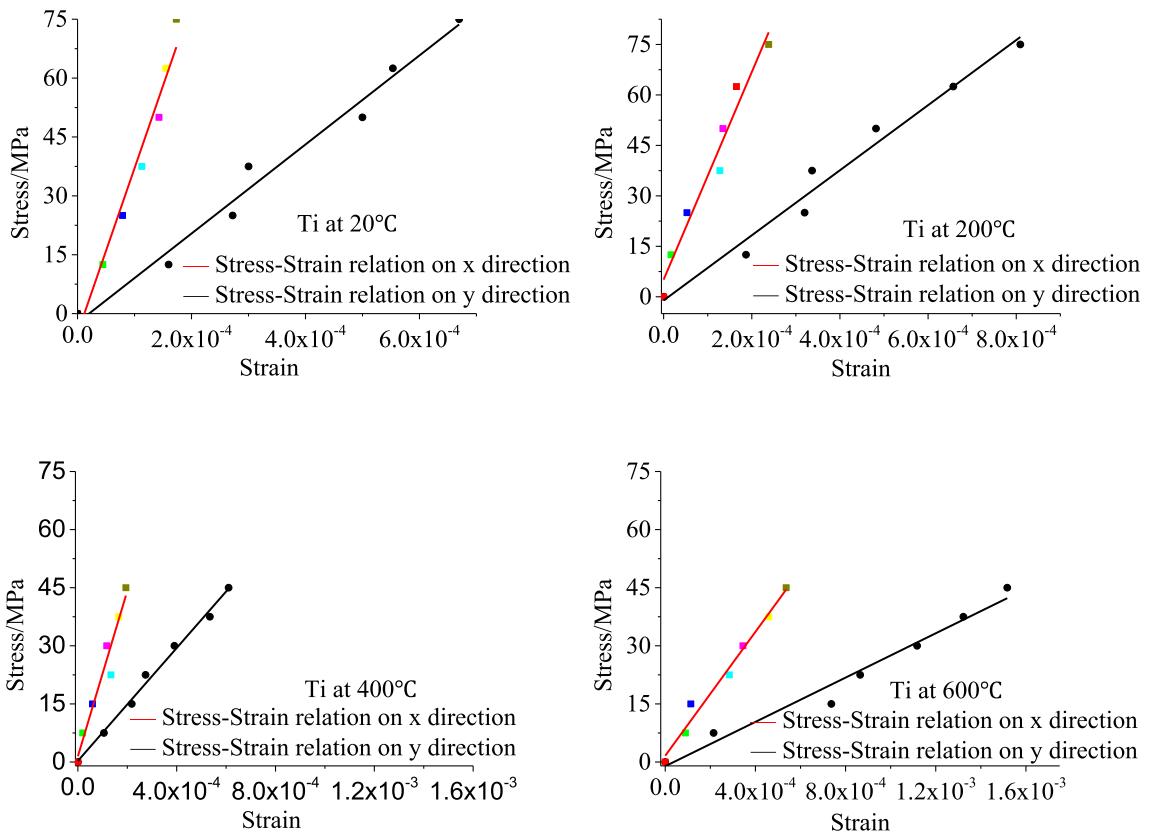 75
60
45
30
15
0
Stress/MPa
Ti at 20℃
Stress-Strain relation on x direction
Stress-Strain relation on y direction
0.0 2.0x10⁻⁴ 4.0x10⁻⁴ 6.0x10⁻⁴
Strain
75
60
45
30
15
0
Stress/MPa
Ti at 200℃
Stress-Strain relation on x direction
Stress-Strain relation on y direction
0.0 2.0x10⁻⁴ 4.0x10⁻⁴ 6.0x10⁻⁴ 8.0x10⁻⁴
Strain
75
60
45
30
15
0
Stress/MPa
Ti at 400℃
Stress-Strain relation on x direction
Stress-Strain relation on y direction
0.0 4.0x10⁻⁴ 8.0x10⁻⁴ 1.2x10⁻³ 1.6x10⁻³
Strain
75
60
45
30
15
0
Stress/MPa
Ti at 600℃
Stress-Strain relation on x direction
Stress-Strain relation on y direction
0.0 4.0x10⁻⁴ 8.0x10⁻⁴ 1.2x10⁻³ 1.6x10⁻³
Strain